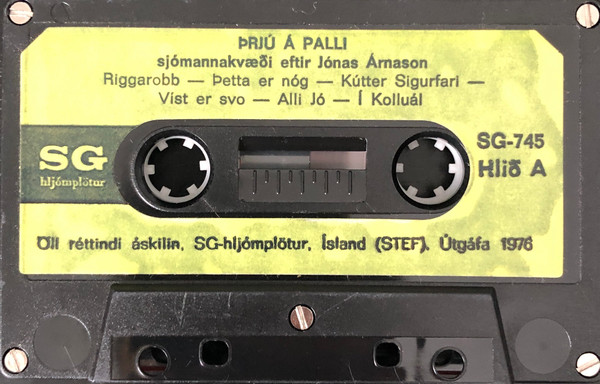 ÞRJÚ Á PALLI
sjómannakvæði eftir Jónas Árnason
Riggarobb — Þetta er nóg — Kútter Sigurfari —
Víst er svo — Alli Jó — Í Kolluál
SG
hljómplötur
SG-745
Hlið A
Öll réttindi áskilin, SG-hljómplötur, Ísland (STEF). Útgáfa 1976